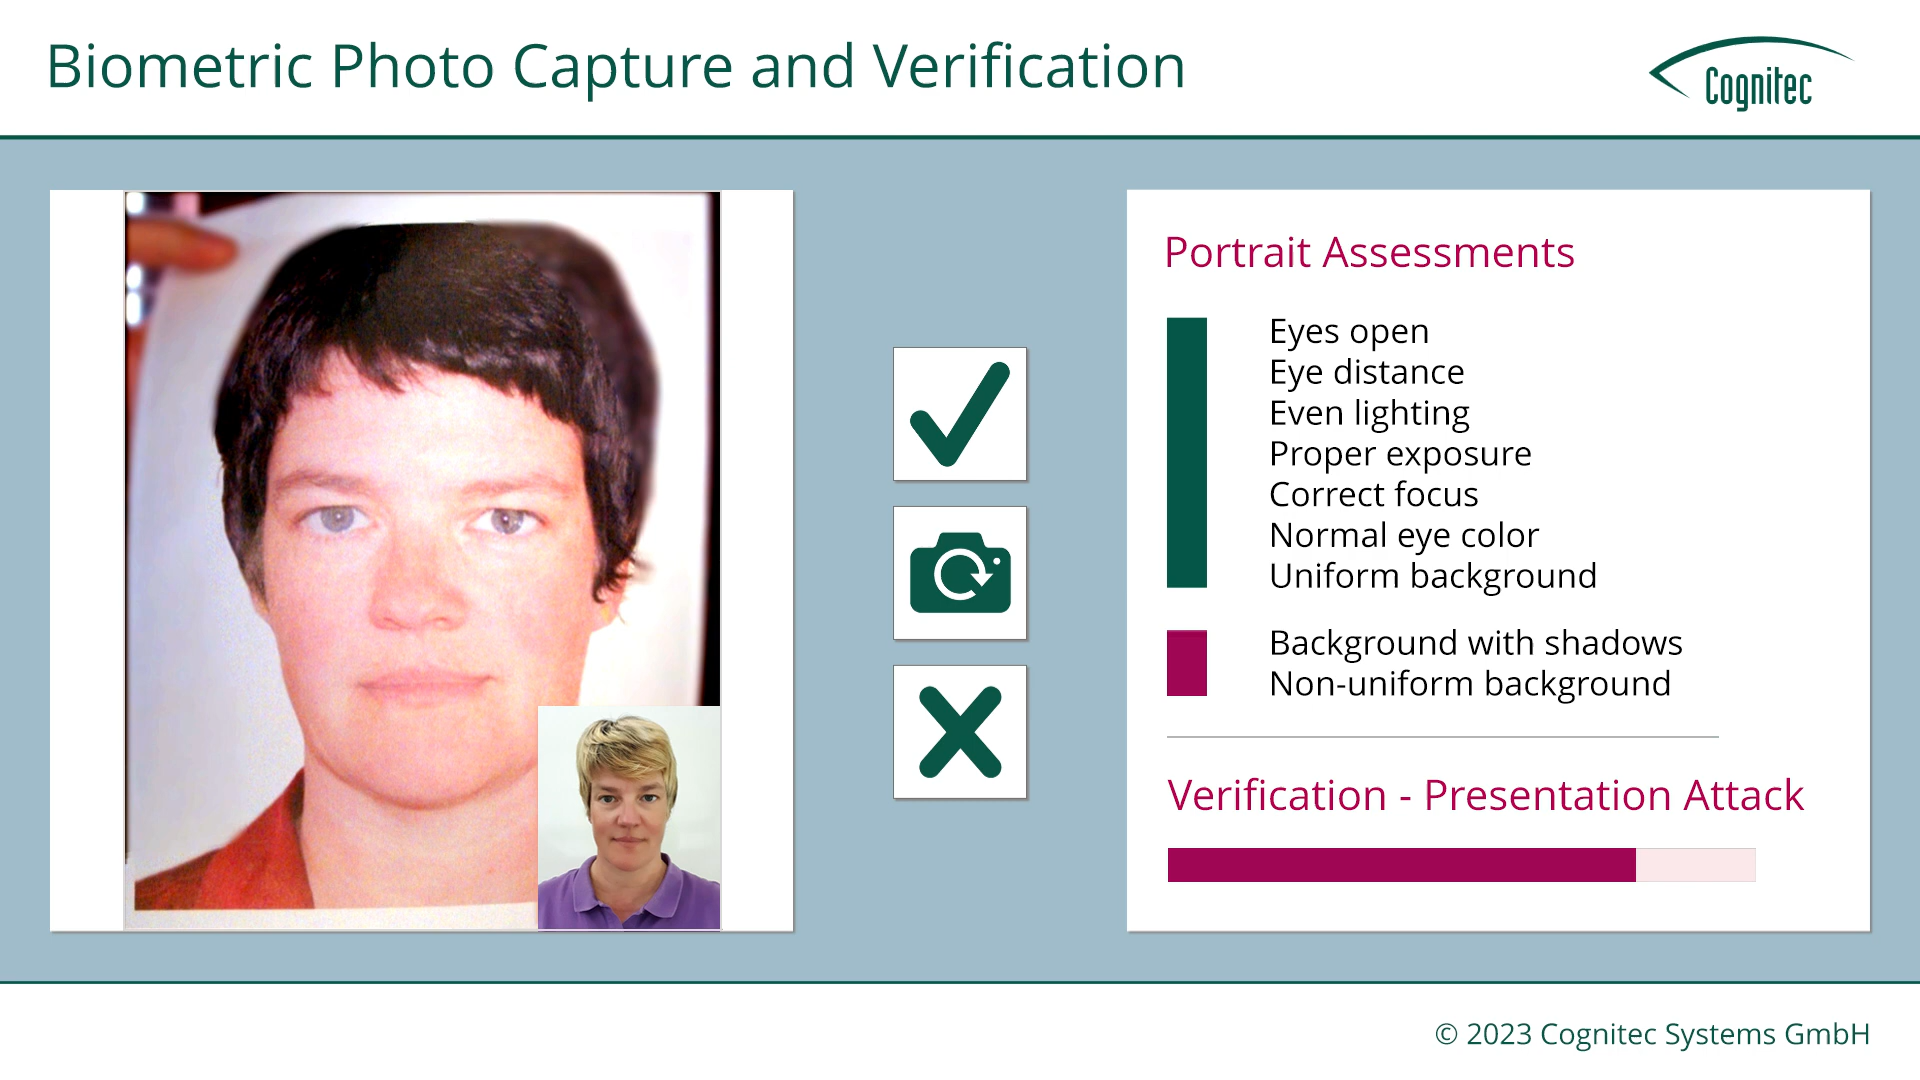 Biometric Photo Capture and Verification
Cognitec
Portrait Assessments
Eyes open
Eye distance
Even lighting
Proper exposure
Correct focus
Normal eye color
Uniform background
Background with shadows
Non-uniform background
Verification - Presentation Attack
© 2023 Cognitec Systems GmbH